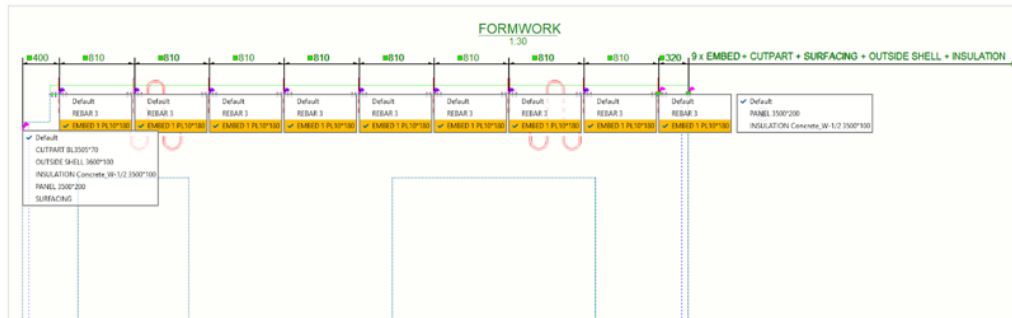 FORMWORK
1:30
400 810 810 810 810 810 810 810 810 320 9 x EMBED + CUTPART + SURFACING + OUTSIDE SHELL + INSULATION
Default Default Default Default Default Default Default Default Default Default
REBAR 3 REBAR 3 REBAR 3 REBAR 3 REBAR 3 REBAR 3 REBAR 3 REBAR 3 REBAR 3 PANEL 3500*200
EMBED 1 PL10*180 EMBED 1 PL10*180 EMBED 1 PL10*180 EMBED 1 PL10*180 EMBED 1 PL10*180 EMBED 1 PL10*180 EMBED 1 PL10*180 EMBED 1 PL10*180 EMBED 1 PL10*180 INSULATION Concrete_W-1/2 3500*100
Default
CUTPART BL3505*70
OUTSIDE SHELL 3600*100
INSULATION Concrete_W-1/2 3500*100
PANEL 3500*200
SURFACING